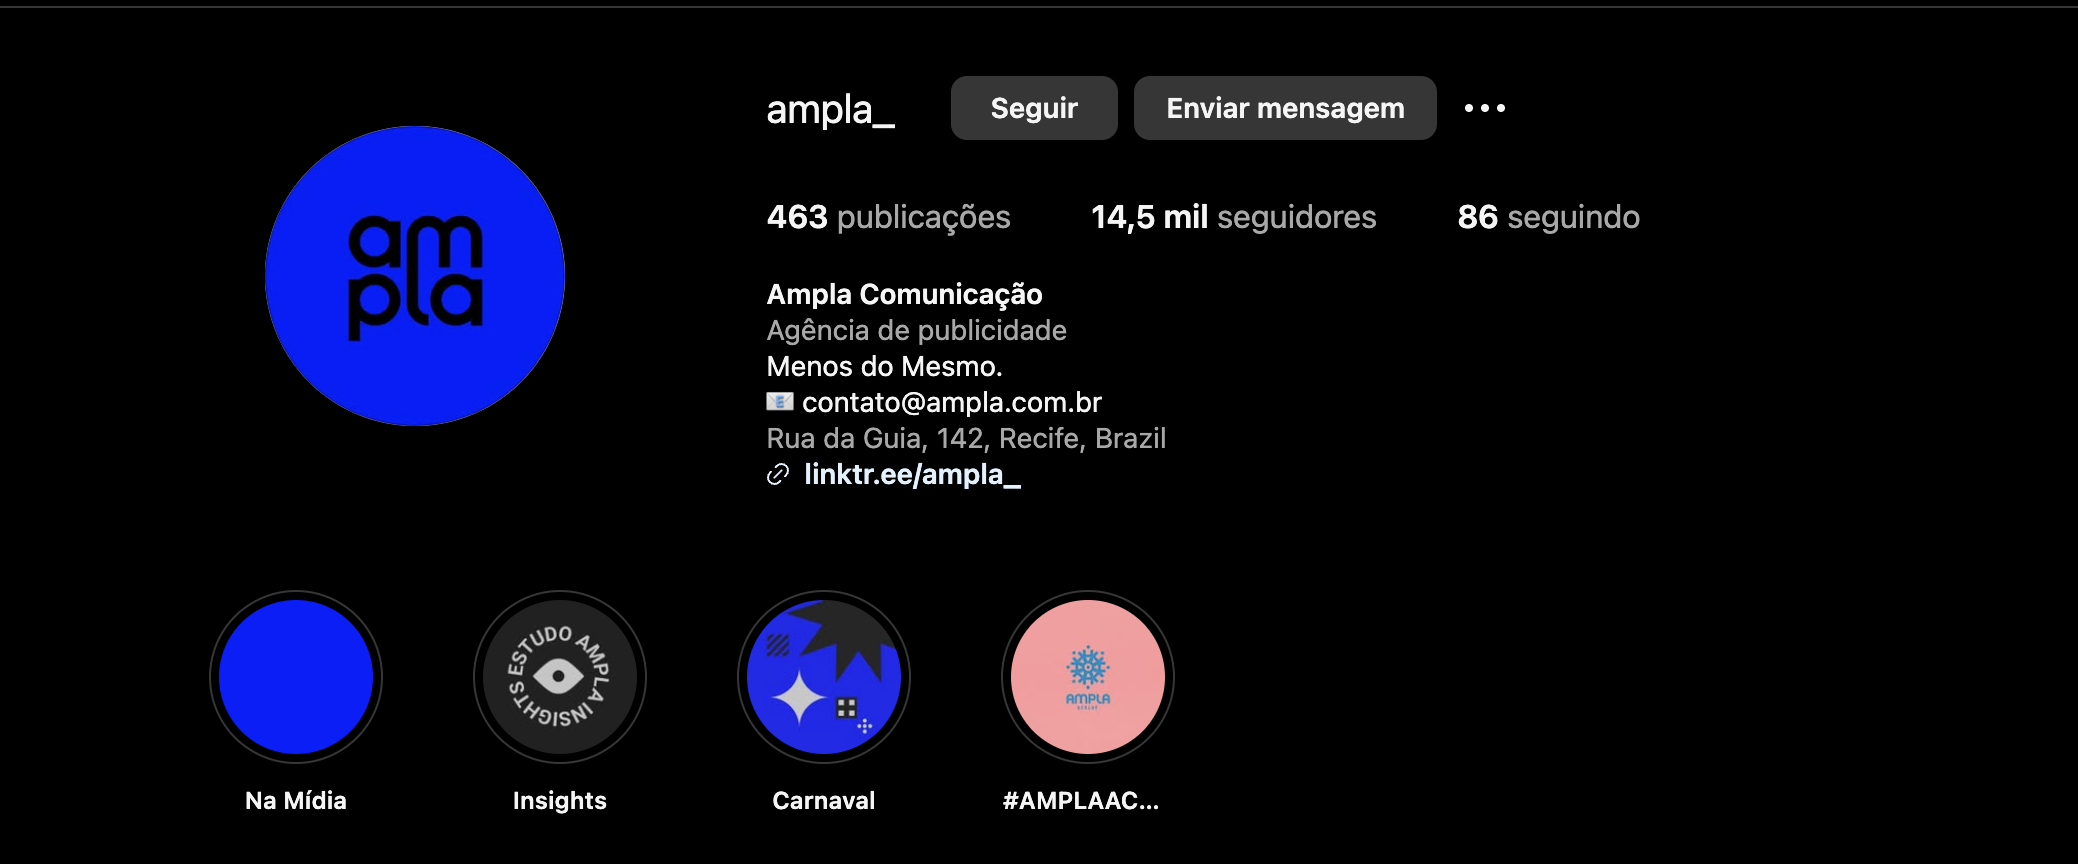 ampla_ Seguir Enviar mensagem
am
pla
463 publicações 14,5 mil seguidores 86 seguindo
Ampla Comunicação
Agência de publicidade
Menos do Mesmo.
contato@ampla.com.br
Rua da Guia, 142, Recife, Brazil
linktr.ee/ampla_
ESTUDO AMPLA INSIGHTS
AMPLA
Na Mídia
Insights
Carnaval
#AMPLAAC...